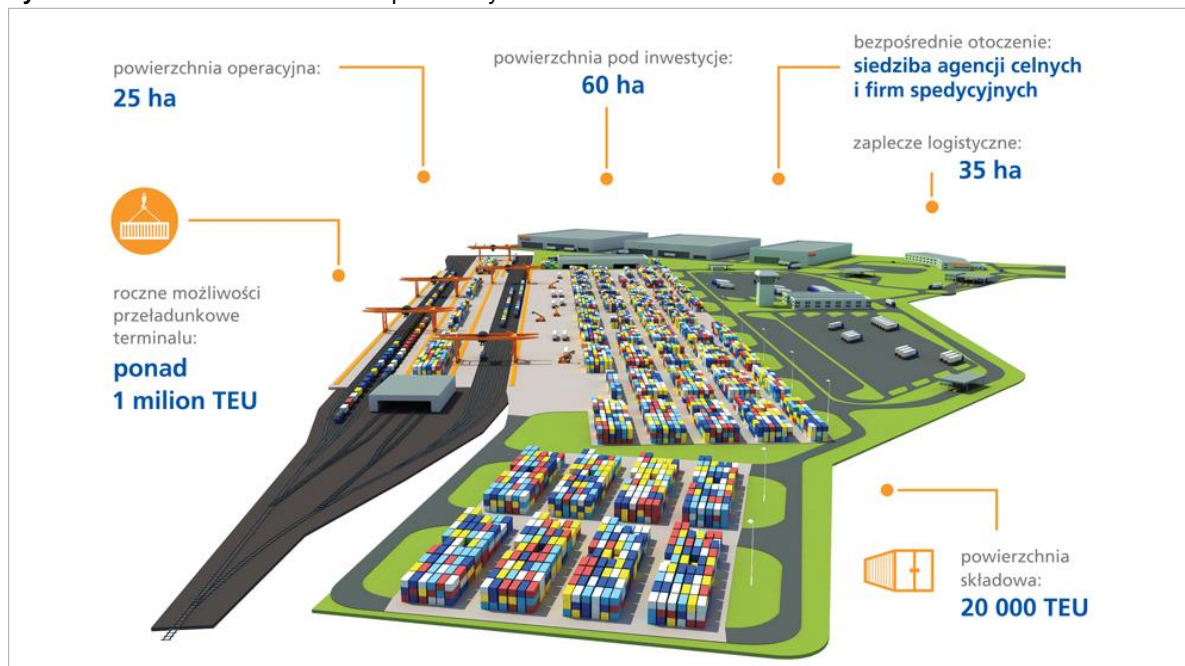 powierzchnia operacyjna:
25 ha
powierzchnia pod inwestycje:
60 ha
bezpośrednie otoczenie:
siedziba agencji celnych
i firm spedycyjnych
zaplecze logistyczne:
35 ha
roczne możliwości
przeładunkowe
terminalu:
ponad
1 milion TEU
powierzchnia
składowa:
20 000 TEU